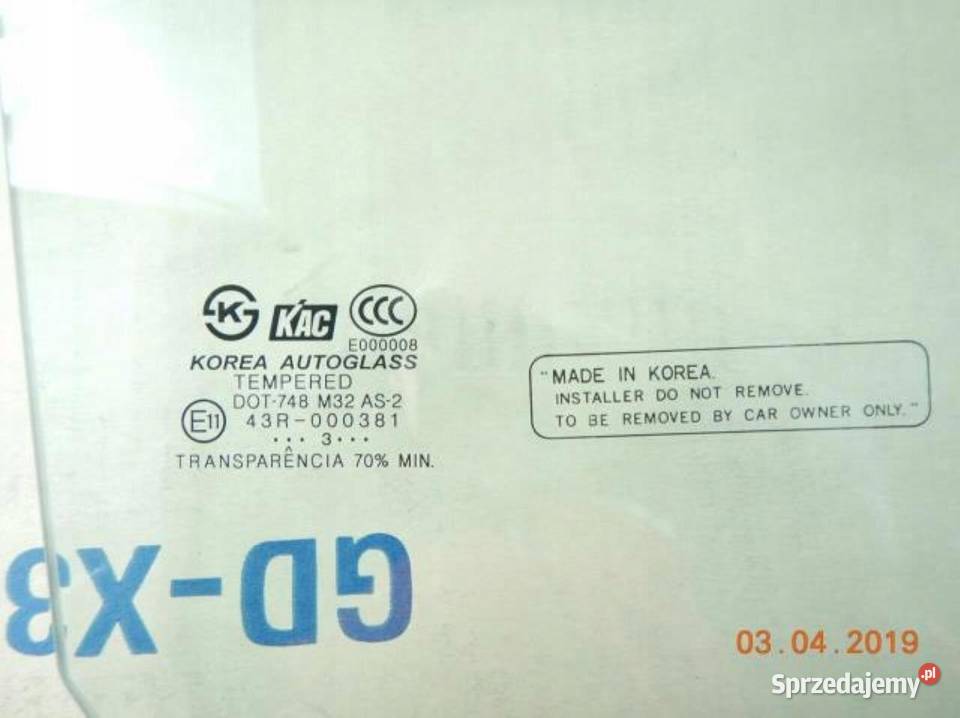 K
KAC
CCC
E000008
KOREA AUTOGLASS
TEMPERED
DOT-748 M32 AS-2
E11
43R-000381
••• 3•••
TRANSPARÊNCIA 70% MIN.
"MADE IN KOREA.
INSTALLER DO NOT REMOVE.
TO BE REMOVED BY CAR OWNER ONLY."
GD-X3
03.04.2019
Sprzedajemy.pl